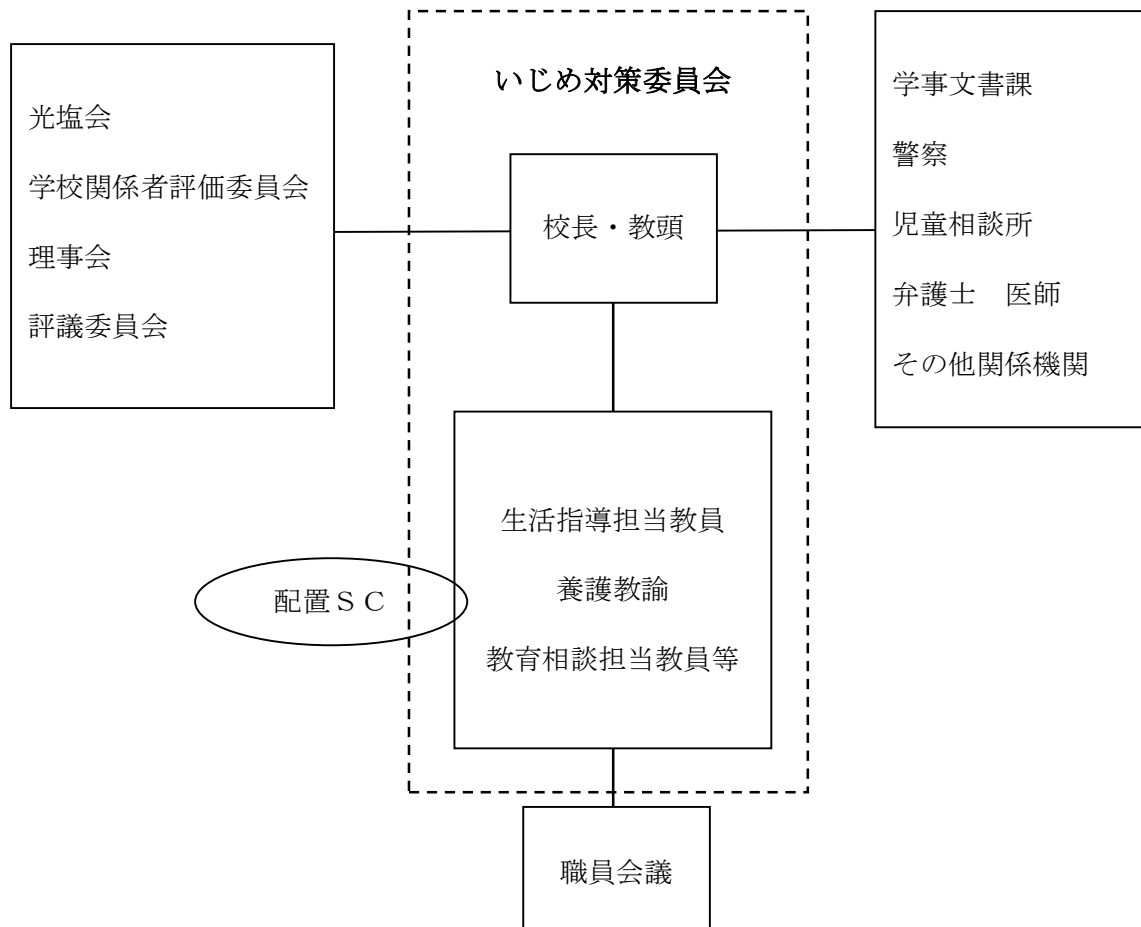 いじめ対策委員会
光塩会
学校関係者評価委員会
理事会
評議委員会
校長・教頭
学事文書課
警察
児童相談所
弁護士　医師
その他関係機関
生活指導担当教員
養護教諭
教育相談担当教員等
配置ＳＣ
職員会議